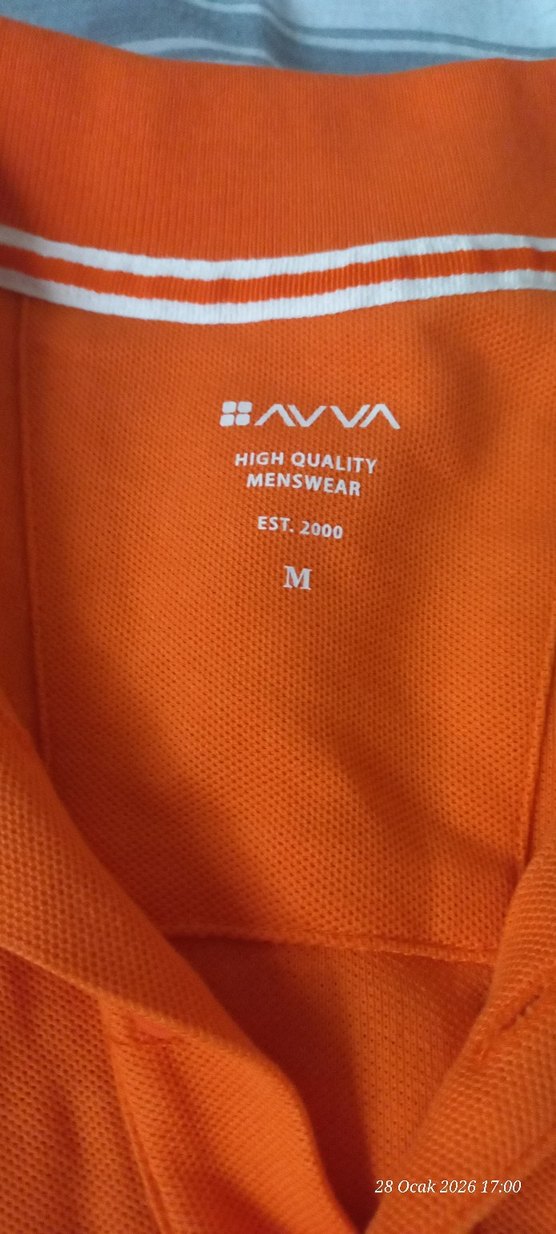 AVVA
HIGH QUALITY
MENSWEAR
EST. 2000
M
28 Ocak 2026 17:00